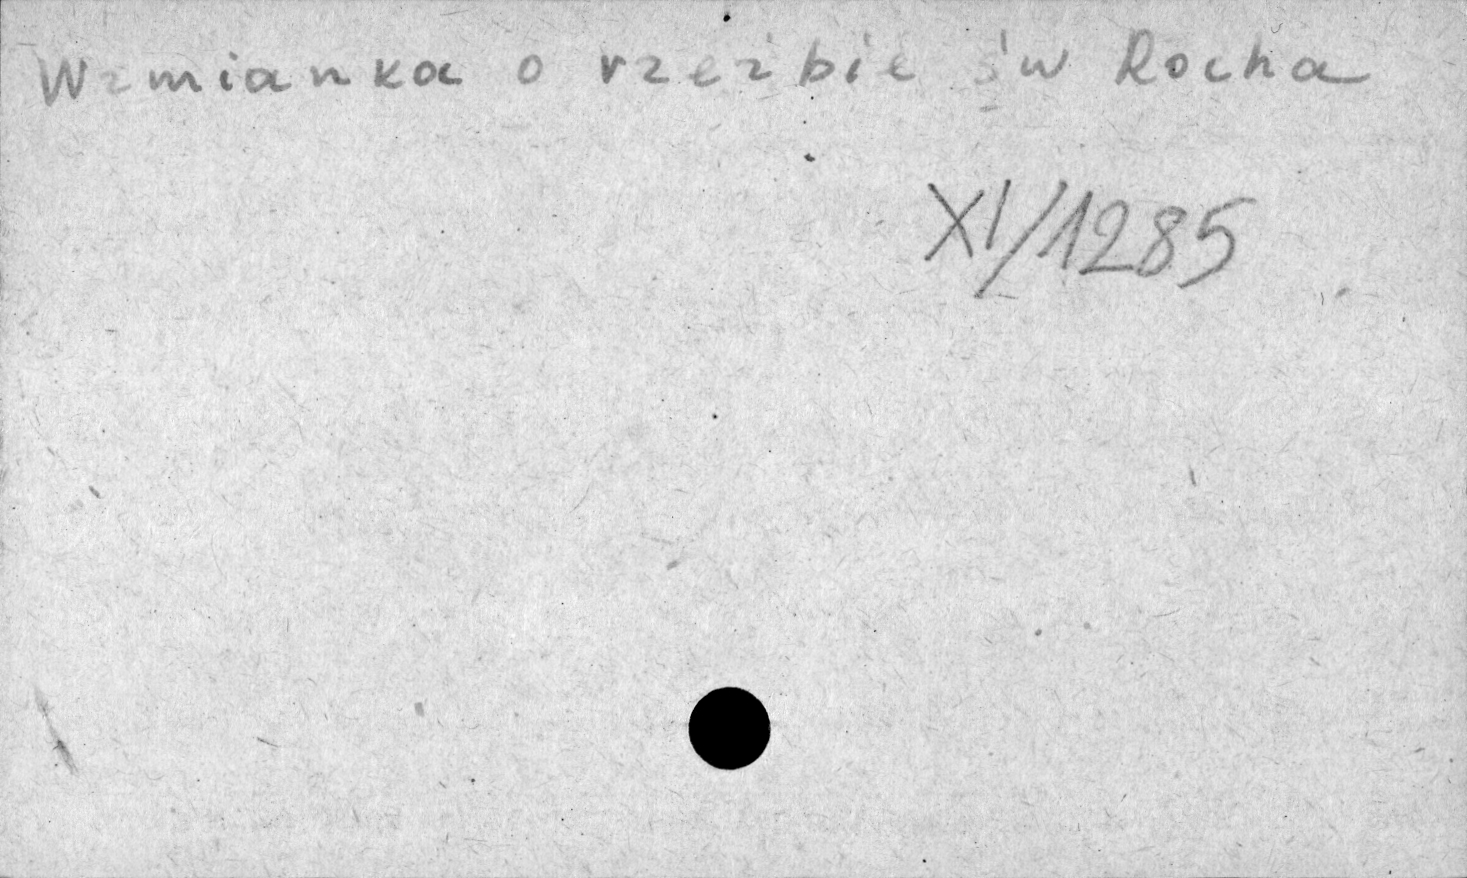 Wzmianka o rzeźbie św Rocha
XI/1285